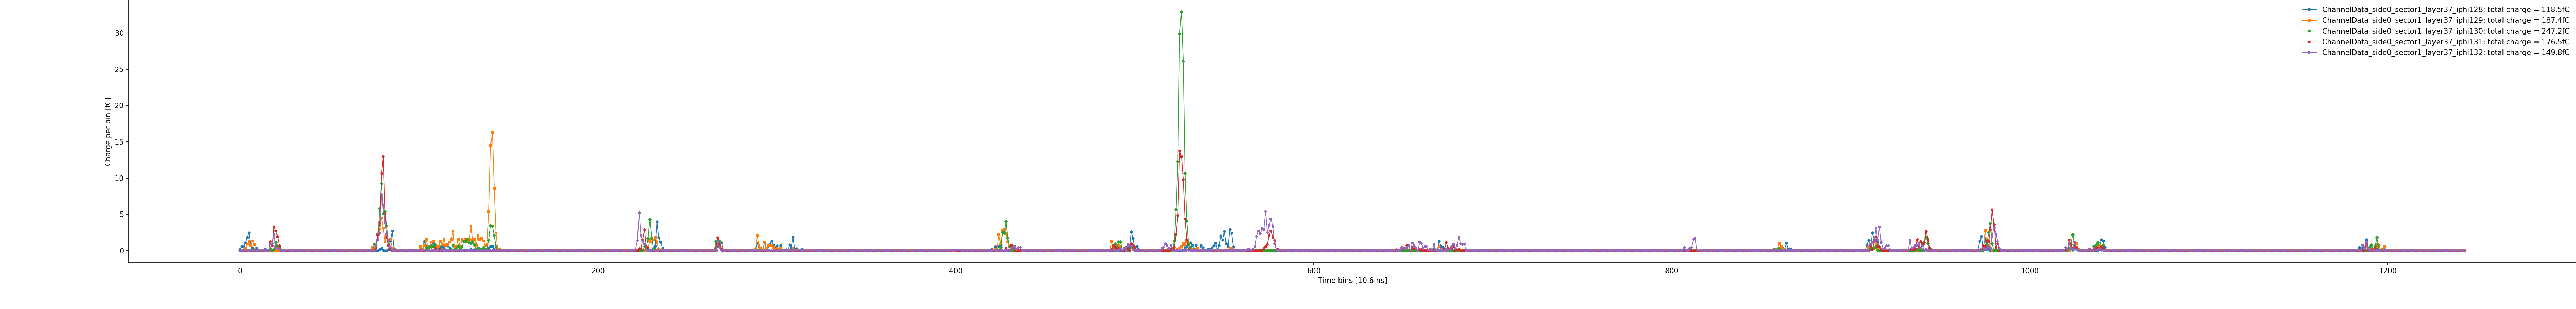 ChannelData_side0_sector1_layer37_iphi128: total charge = 118.5fC
ChannelData_side0_sector1_layer37_iphi129: total charge = 187.4fC
ChannelData_side0_sector1_layer37_iphi130: total charge = 247.2fC
ChannelData_side0_sector1_layer37_iphi131: total charge = 176.5fC
ChannelData_side0_sector1_layer37_iphi132: total charge = 149.8fC
Charge per bin [fC]
30
25
20
15
10
5
0
0 200 400 600 800 1000 1200
Time bins [10.6 ns]